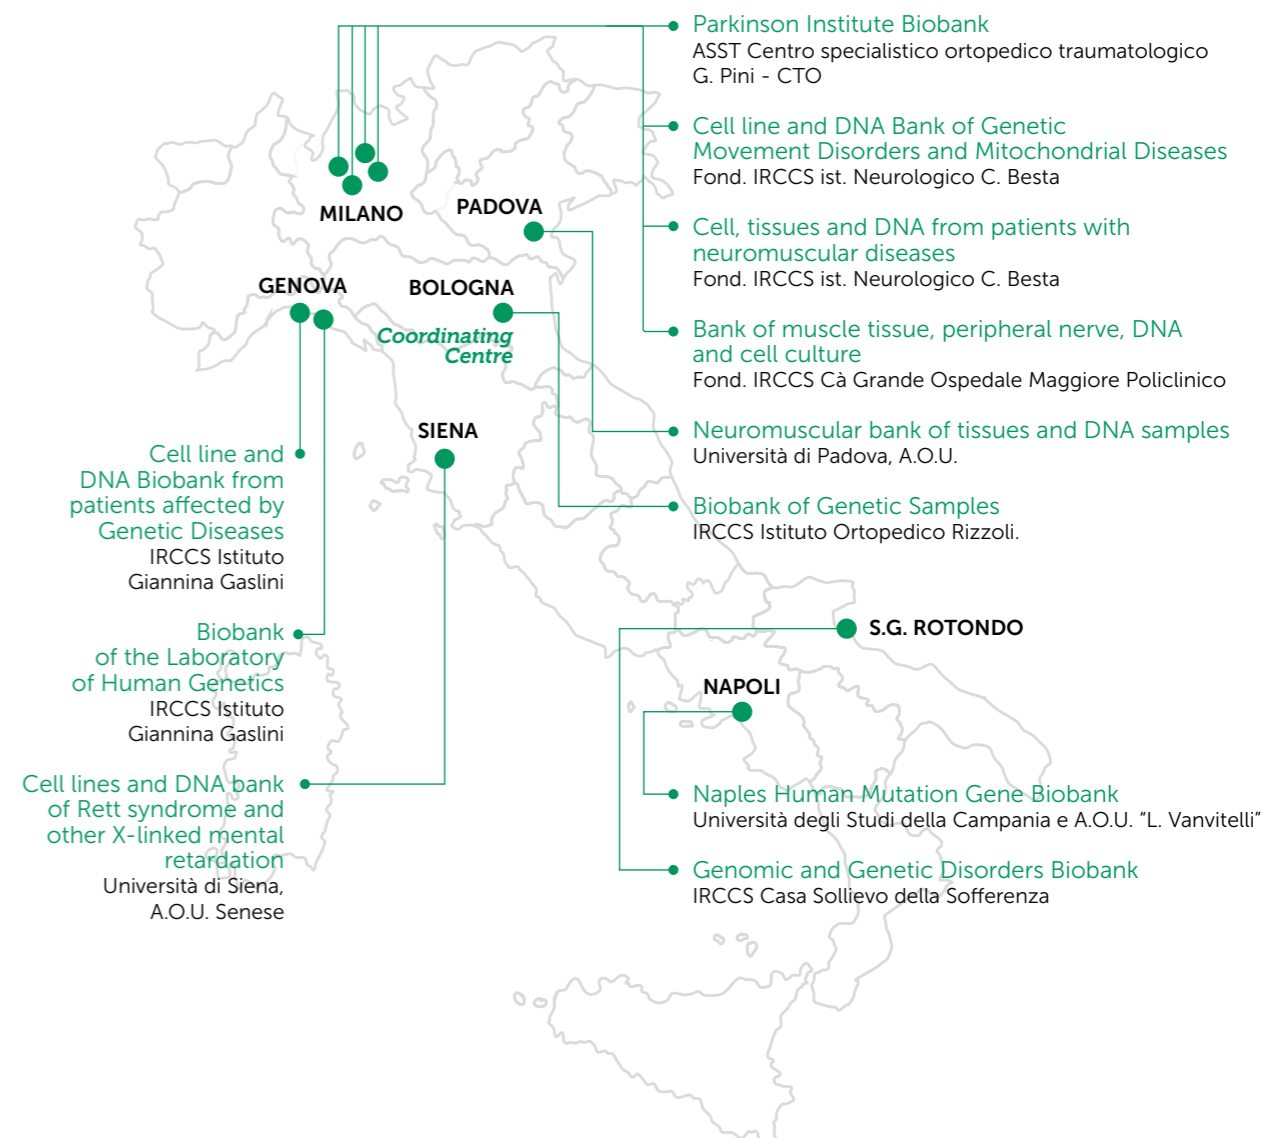 Parkinson Institute Biobank
ASST Centro specialistico ortopedico traumatologico
G. Pini - CTO
Cell line and DNA Bank of Genetic
Movement Disorders and Mitochondrial Diseases
Fond. IRCCS ist. Neurologico C. Besta
Cell, tissues and DNA from patients with
neuromuscular diseases
Fond. IRCCS ist. Neurologico C. Besta
Bank of muscle tissue, peripheral nerve, DNA
and cell culture
Fond. IRCCS Cà Grande Ospedale Maggiore Policlinico
Neuromuscular bank of tissues and DNA samples
Università di Padova, A.O.U.
Biobank of Genetic Samples
IRCCS Istituto Ortopedico Rizzoli.
MILANO
PADOVA
GENOVA
BOLOGNA
Coordinating
Centre
SIENA
Cell line and
DNA Biobank from
patients affected by
Genetic Diseases
IRCCS Istituto
Giannina Gaslini
Biobank
of the Laboratory
of Human Genetics
IRCCS Istituto
Giannina Gaslini
Cell lines and DNA bank
of Rett syndrome and
other X-linked mental
retardation
Università di Siena,
A.O.U. Senese
S.G. ROTONDO
NAPOLI
Naples Human Mutation Gene Biobank
Università degli Studi della Campania e A.O.U. “L. Vanvitelli”
Genomic and Genetic Disorders Biobank
IRCCS Casa Sollievo della Sofferenza